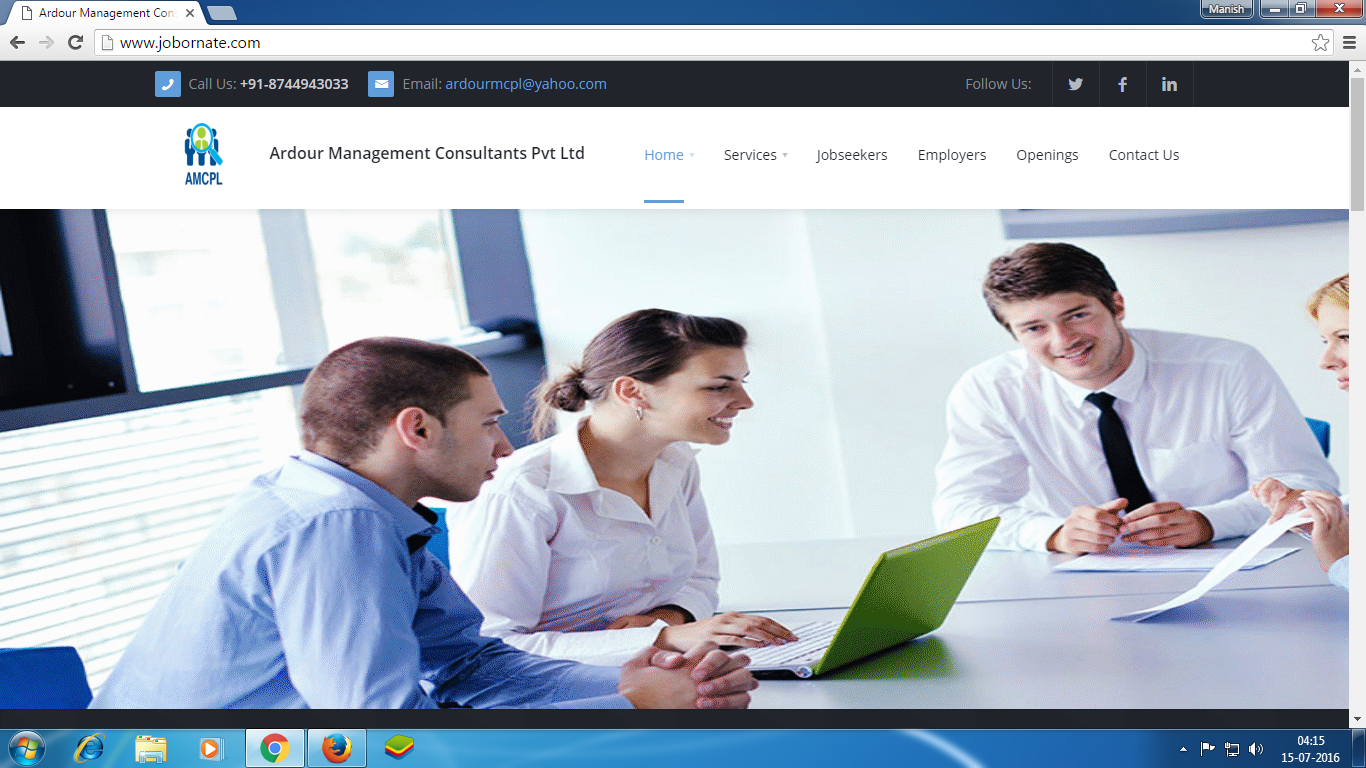 Ardour Management Con
Manish
www.jobornate.com
Call Us: +91-8744943033
Email: ardourmcpl@yahoo.com
Follow Us:
AMCPL
Ardour Management Consultants Pvt Ltd
Home
Services
Jobseekers
Employers
Openings
Contact Us
04:15
15-07-2016